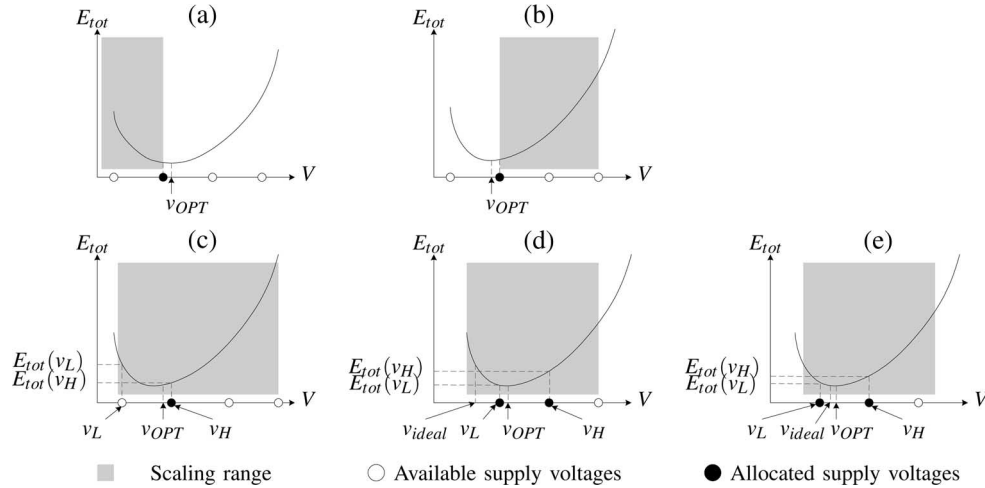 (a)
E_tot
V
v_OPT
(b)
E_tot
V
v_OPT
(c)
E_tot
E_tot(v_L)
E_tot(v_H)
V
v_L v_OPT v_H
(d)
E_tot
E_tot(v_H)
E_tot(v_L)
V
v_ideal v_L v_OPT v_H
(e)
E_tot
E_tot(v_H)
E_tot(v_L)
V
v_L v_ideal v_OPT v_H
Scaling range
Available supply voltages
Allocated supply voltages